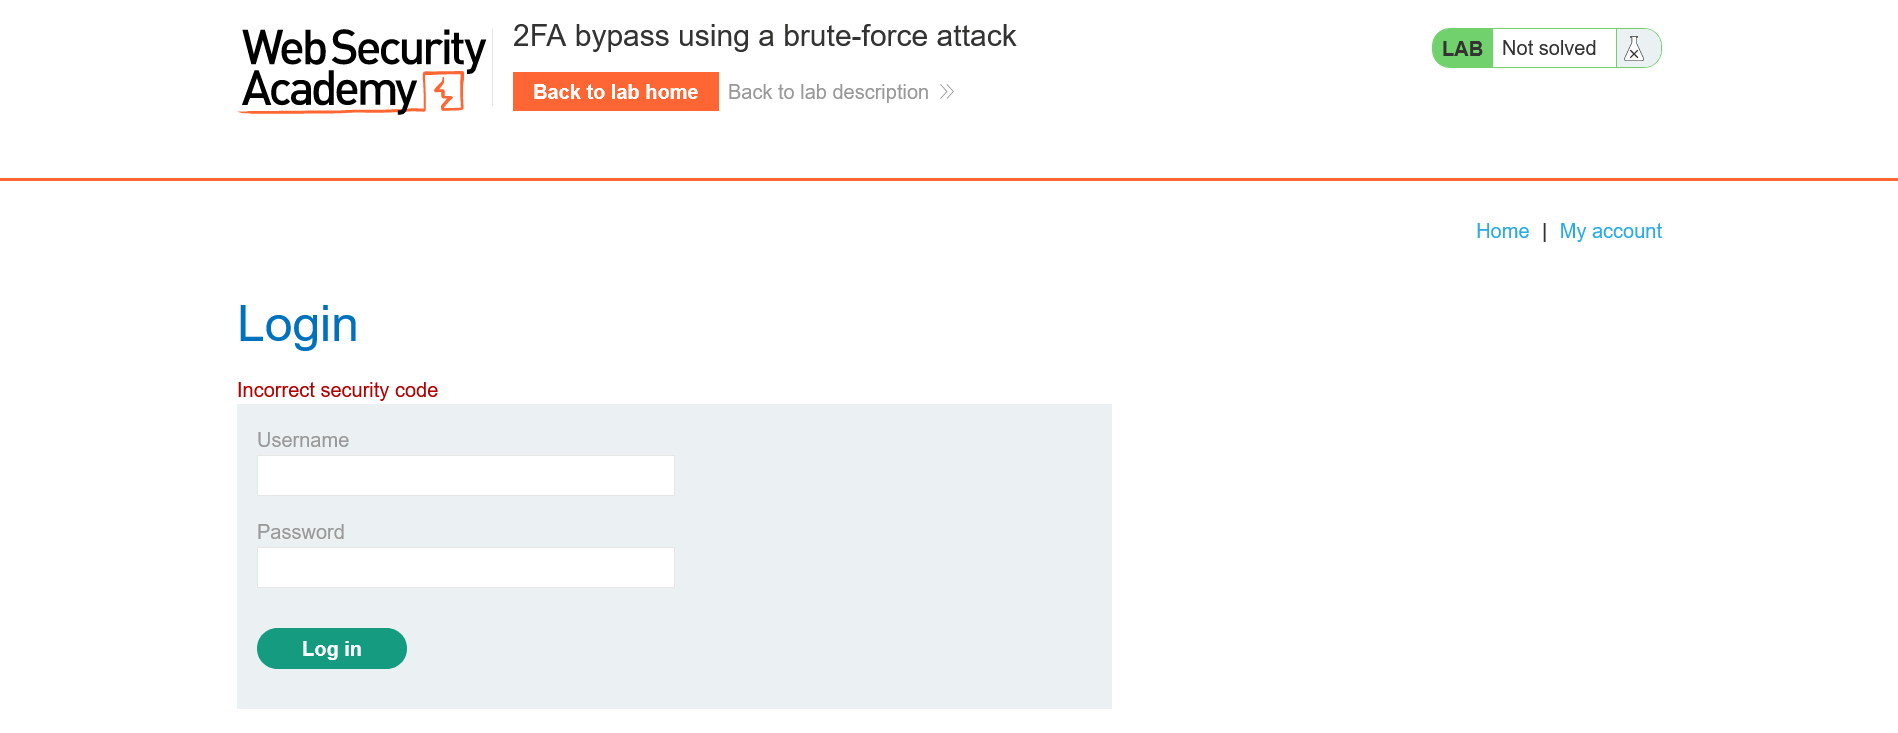 Web Security
Academy
2FA bypass using a brute-force attack
Back to lab home
Back to lab description
LAB
Not solved
Home | My account
Login
Incorrect security code
Username
Password
Log in